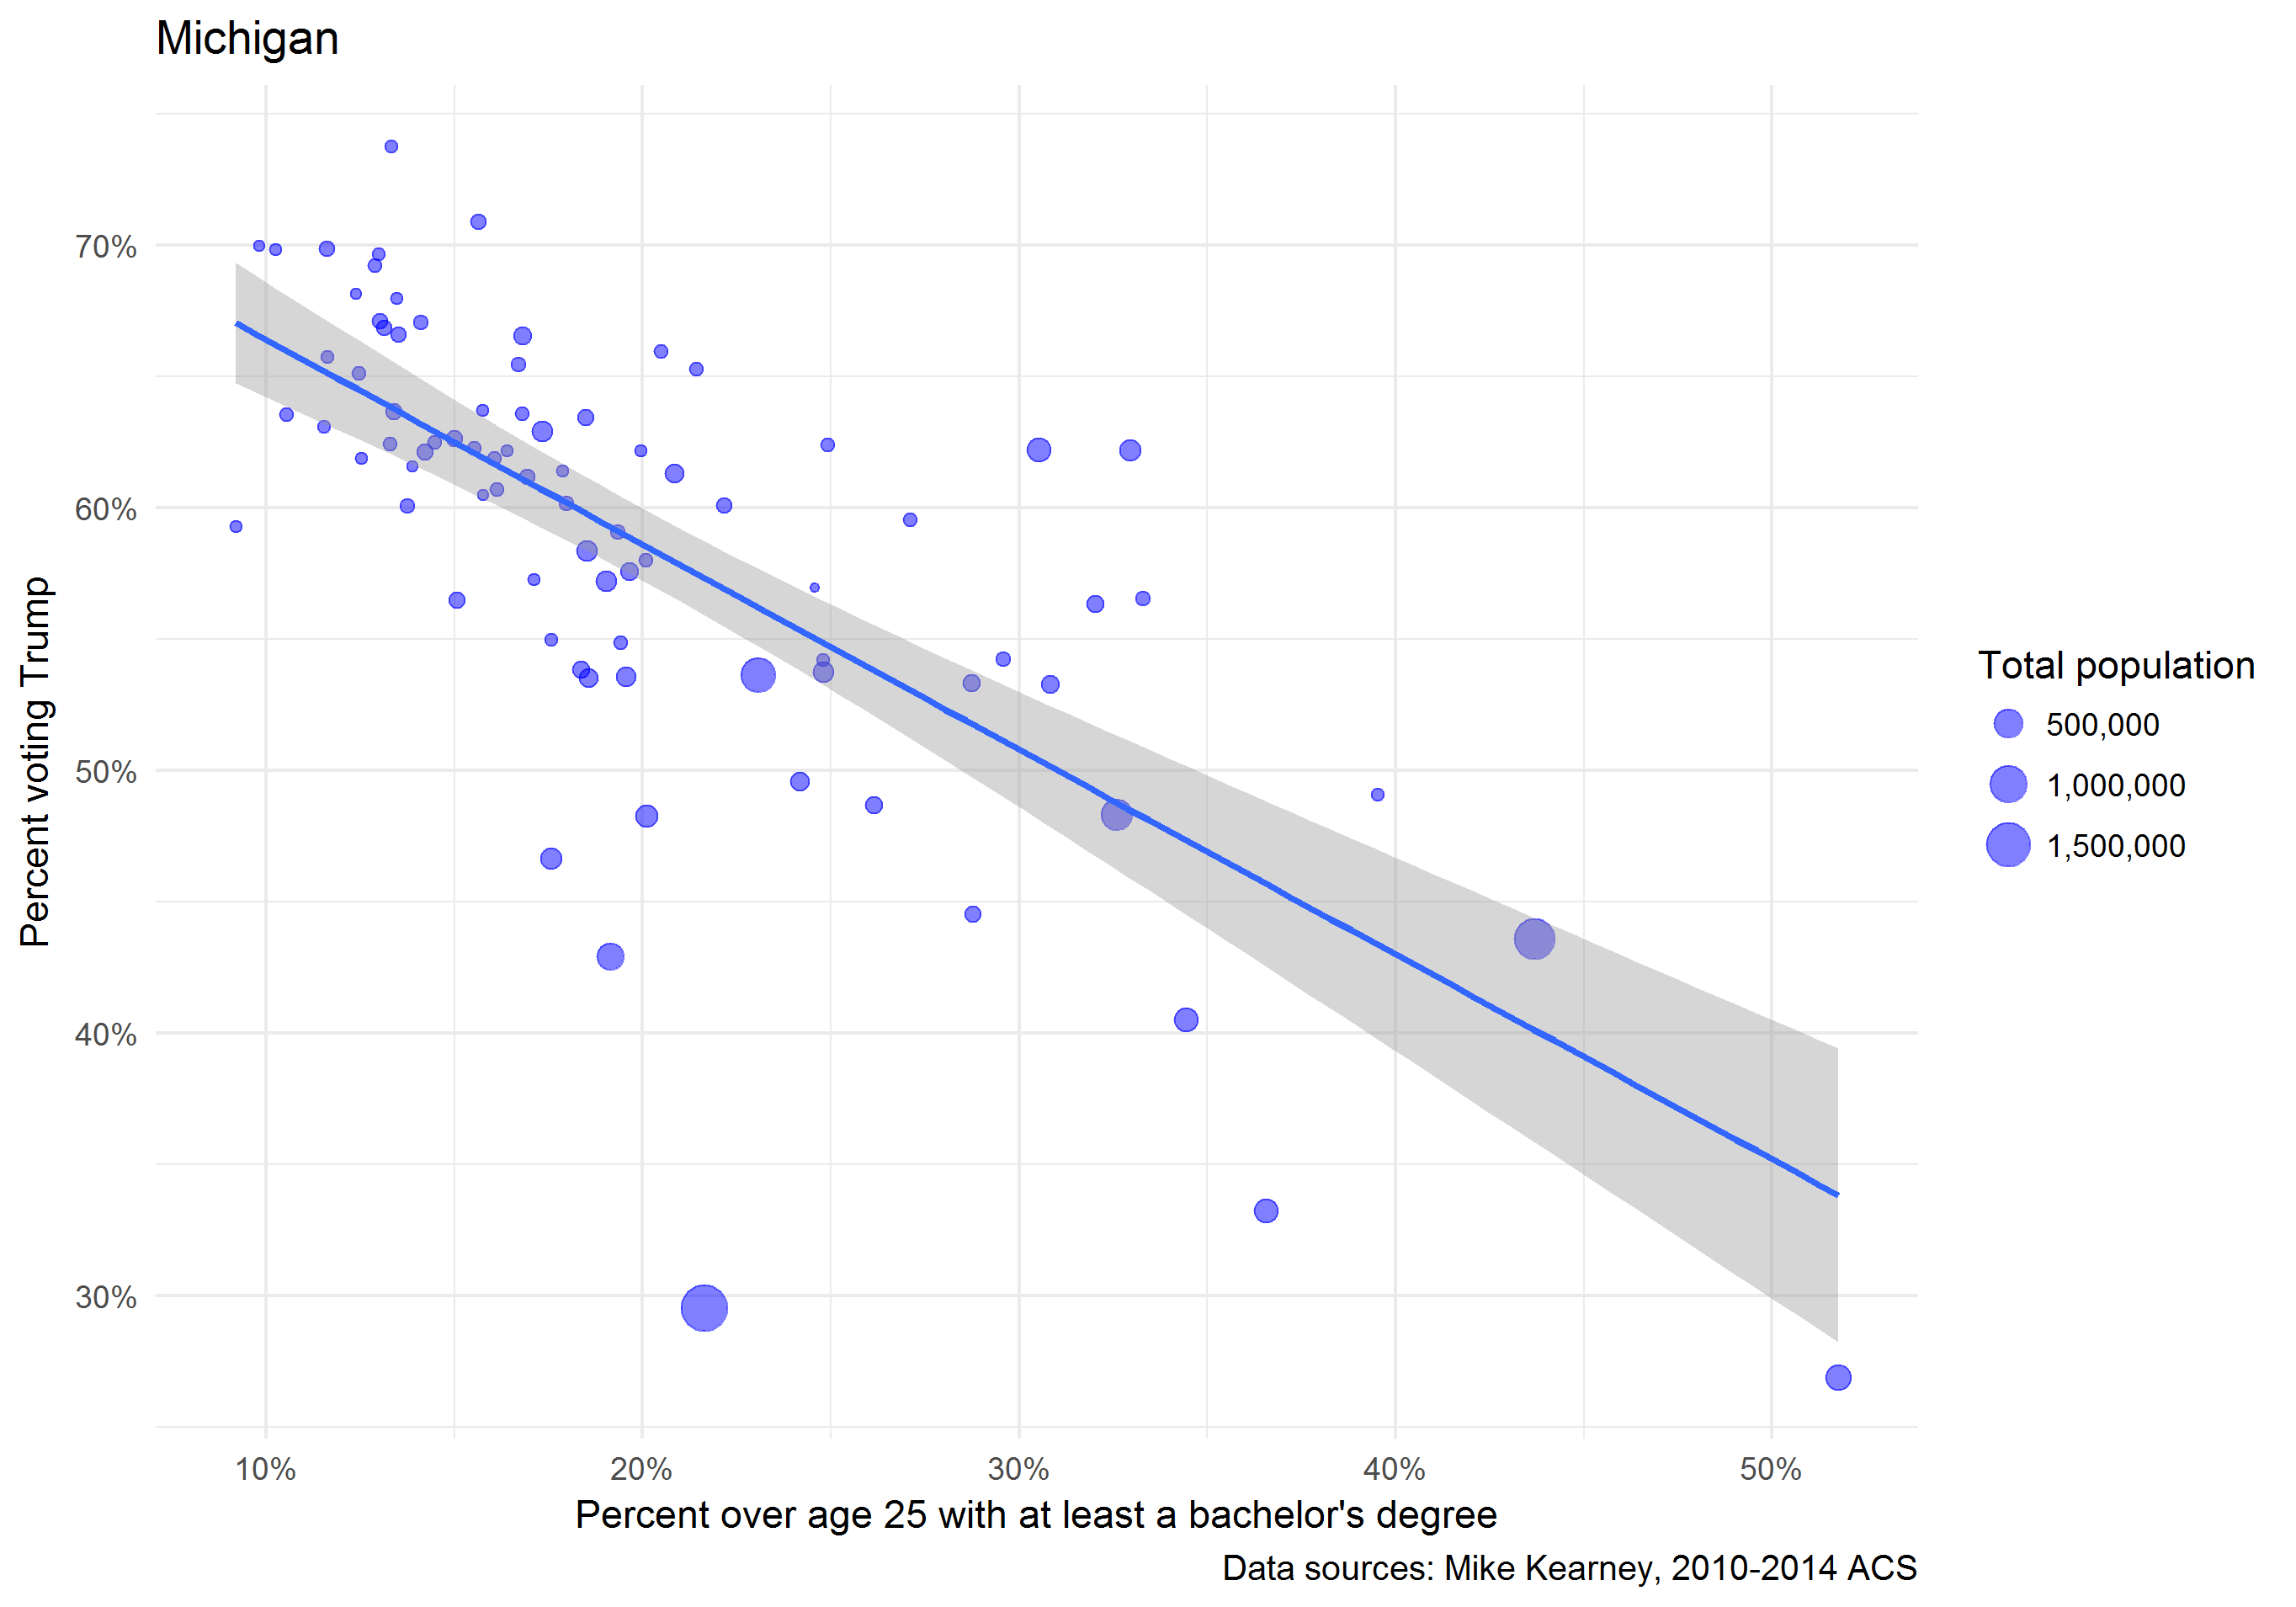 Michigan
Percent voting Trump
70%
60%
50%
40%
30%
10%
20%
30%
40%
50%
Percent over age 25 with at least a bachelor's degree
Total population
500,000
1,000,000
1,500,000
Data sources: Mike Kearney, 2010-2014 ACS